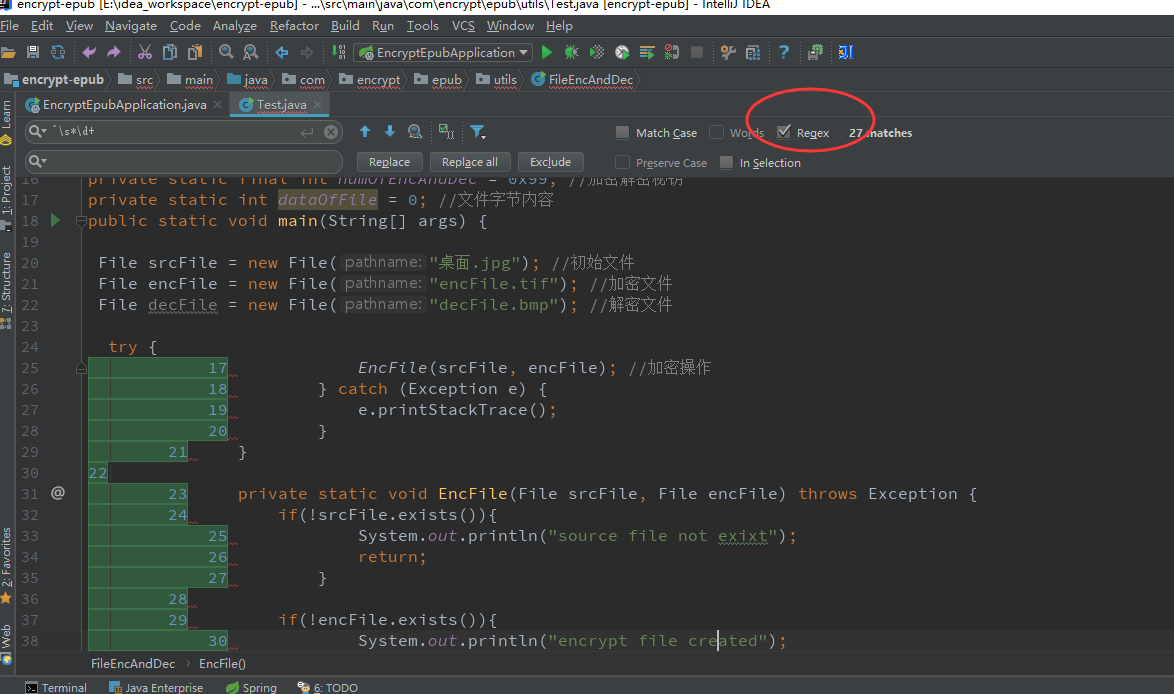 encrypt-epub [E:\idea_workspace\encrypt-epub] - ...\src\main\java\com\encrypt\epub\utils\Test.java [encrypt-epub] - IntelliJ IDEA
File Edit View Navigate Code Analyze Refactor Build Run Tools VCS Window Help
EncryptEpubApplication
encrypt-epub src main java com encrypt epub utils FileEncAndDec
EncryptEpubApplication.java Test.java
^\s*\d+ Match Case Words Regex 27 matches
Replace Replace all Exclude Preserve Case In Selection
16 private static final int numOfEncAndDec = 0x99; //加密解密秘钥
17 private static int dataOfFile = 0; //文件字节内容
18 public static void main(String[] args) {
19
20 File srcFile = new File( pathname: "桌面.jpg"); //初始文件
21 File encFile = new File( pathname: "encFile.tif"); //加密文件
22 File decFile = new File( pathname: "decFile.bmp"); //解密文件
23
24 try {
25 17 EncFile(srcFile, encFile); //加密操作
26 18 } catch (Exception e) {
27 19 e.printStackTrace();
28 20 }
29 21 }
30 22
31 @ 23 private static void EncFile(File srcFile, File encFile) throws Exception {
32 24 if(!srcFile.exists()){
33 25 System.out.println("source file not exixt");
34 26 return;
35 27 }
36 28
37 29 if(!encFile.exists()){
38 30 System.out.println("encrypt file created");
FileEncAndDec EncFile()
Terminal Java Enterprise Spring 6: TODO
Learn
1: Project
7: Structure
2: Favorites
Web